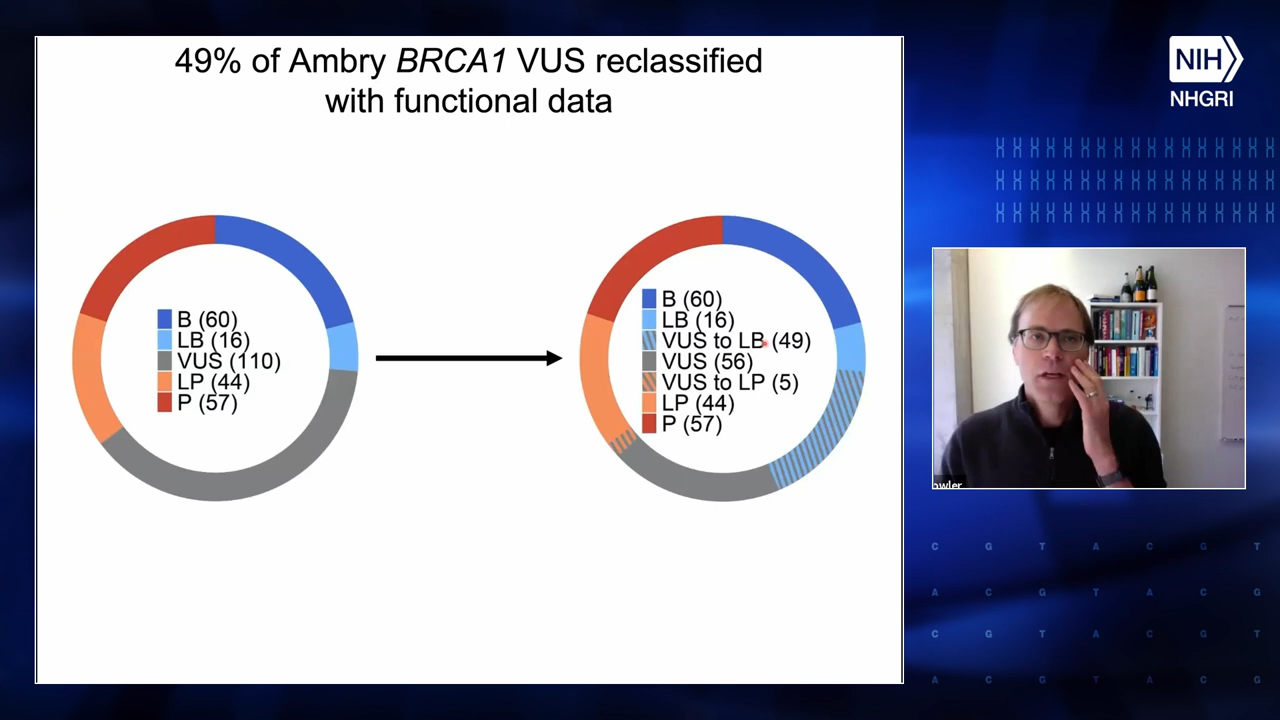 49% of Ambry BRCA1 VUS reclassified
with functional data
B (60)
LB (16)
VUS (110)
LP (44)
P (57)
B (60)
LB (16)
VUS to LB (49)
VUS (56)
VUS to LP (5)
LP (44)
P (57)
NIH
NHGRI
owler
C G T A C G T
A C G T A C G
C G T A C G T
A C G T A C G